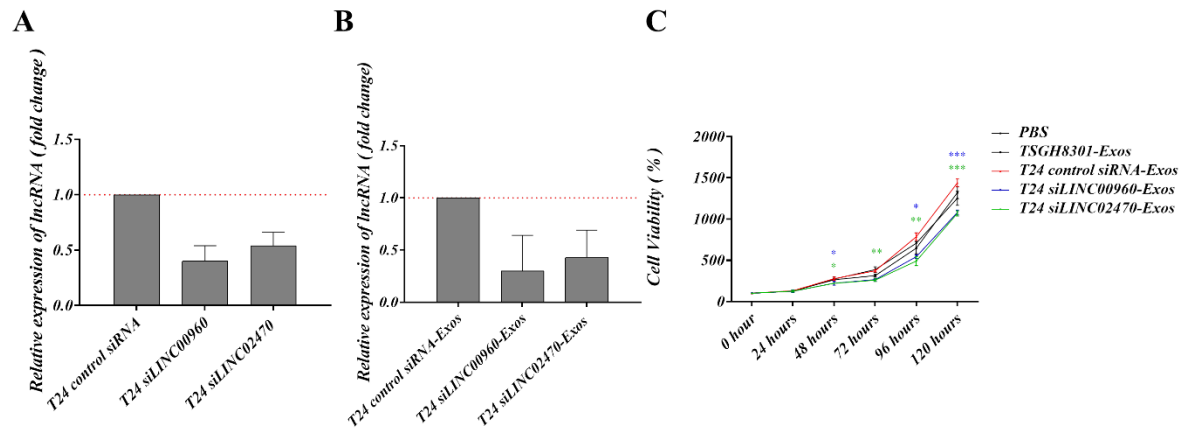 A
Relative expression of lncRNA ( fold change )
1.5
1.0
0.5
0.0
T24 control siRNA
T24 siLINC00960
T24 siLINC02470
B
Relative expression of lncRNA ( fold change)
1.5
1.0
0.5
0.0
T24 control siRNA-Exos
T24 siLINC00960-Exos
T24 siLINC02470-Exos
C
Cell Viability ( % )
2000
1500
1000
500
0
0 hour
24 hours
48 hours
72 hours
96 hours
120 hours
*
*
**
*
**
***
***
PBS
TSGH8301-Exos
T24 control siRNA-Exos
T24 siLINC00960-Exos
T24 siLINC02470-Exos